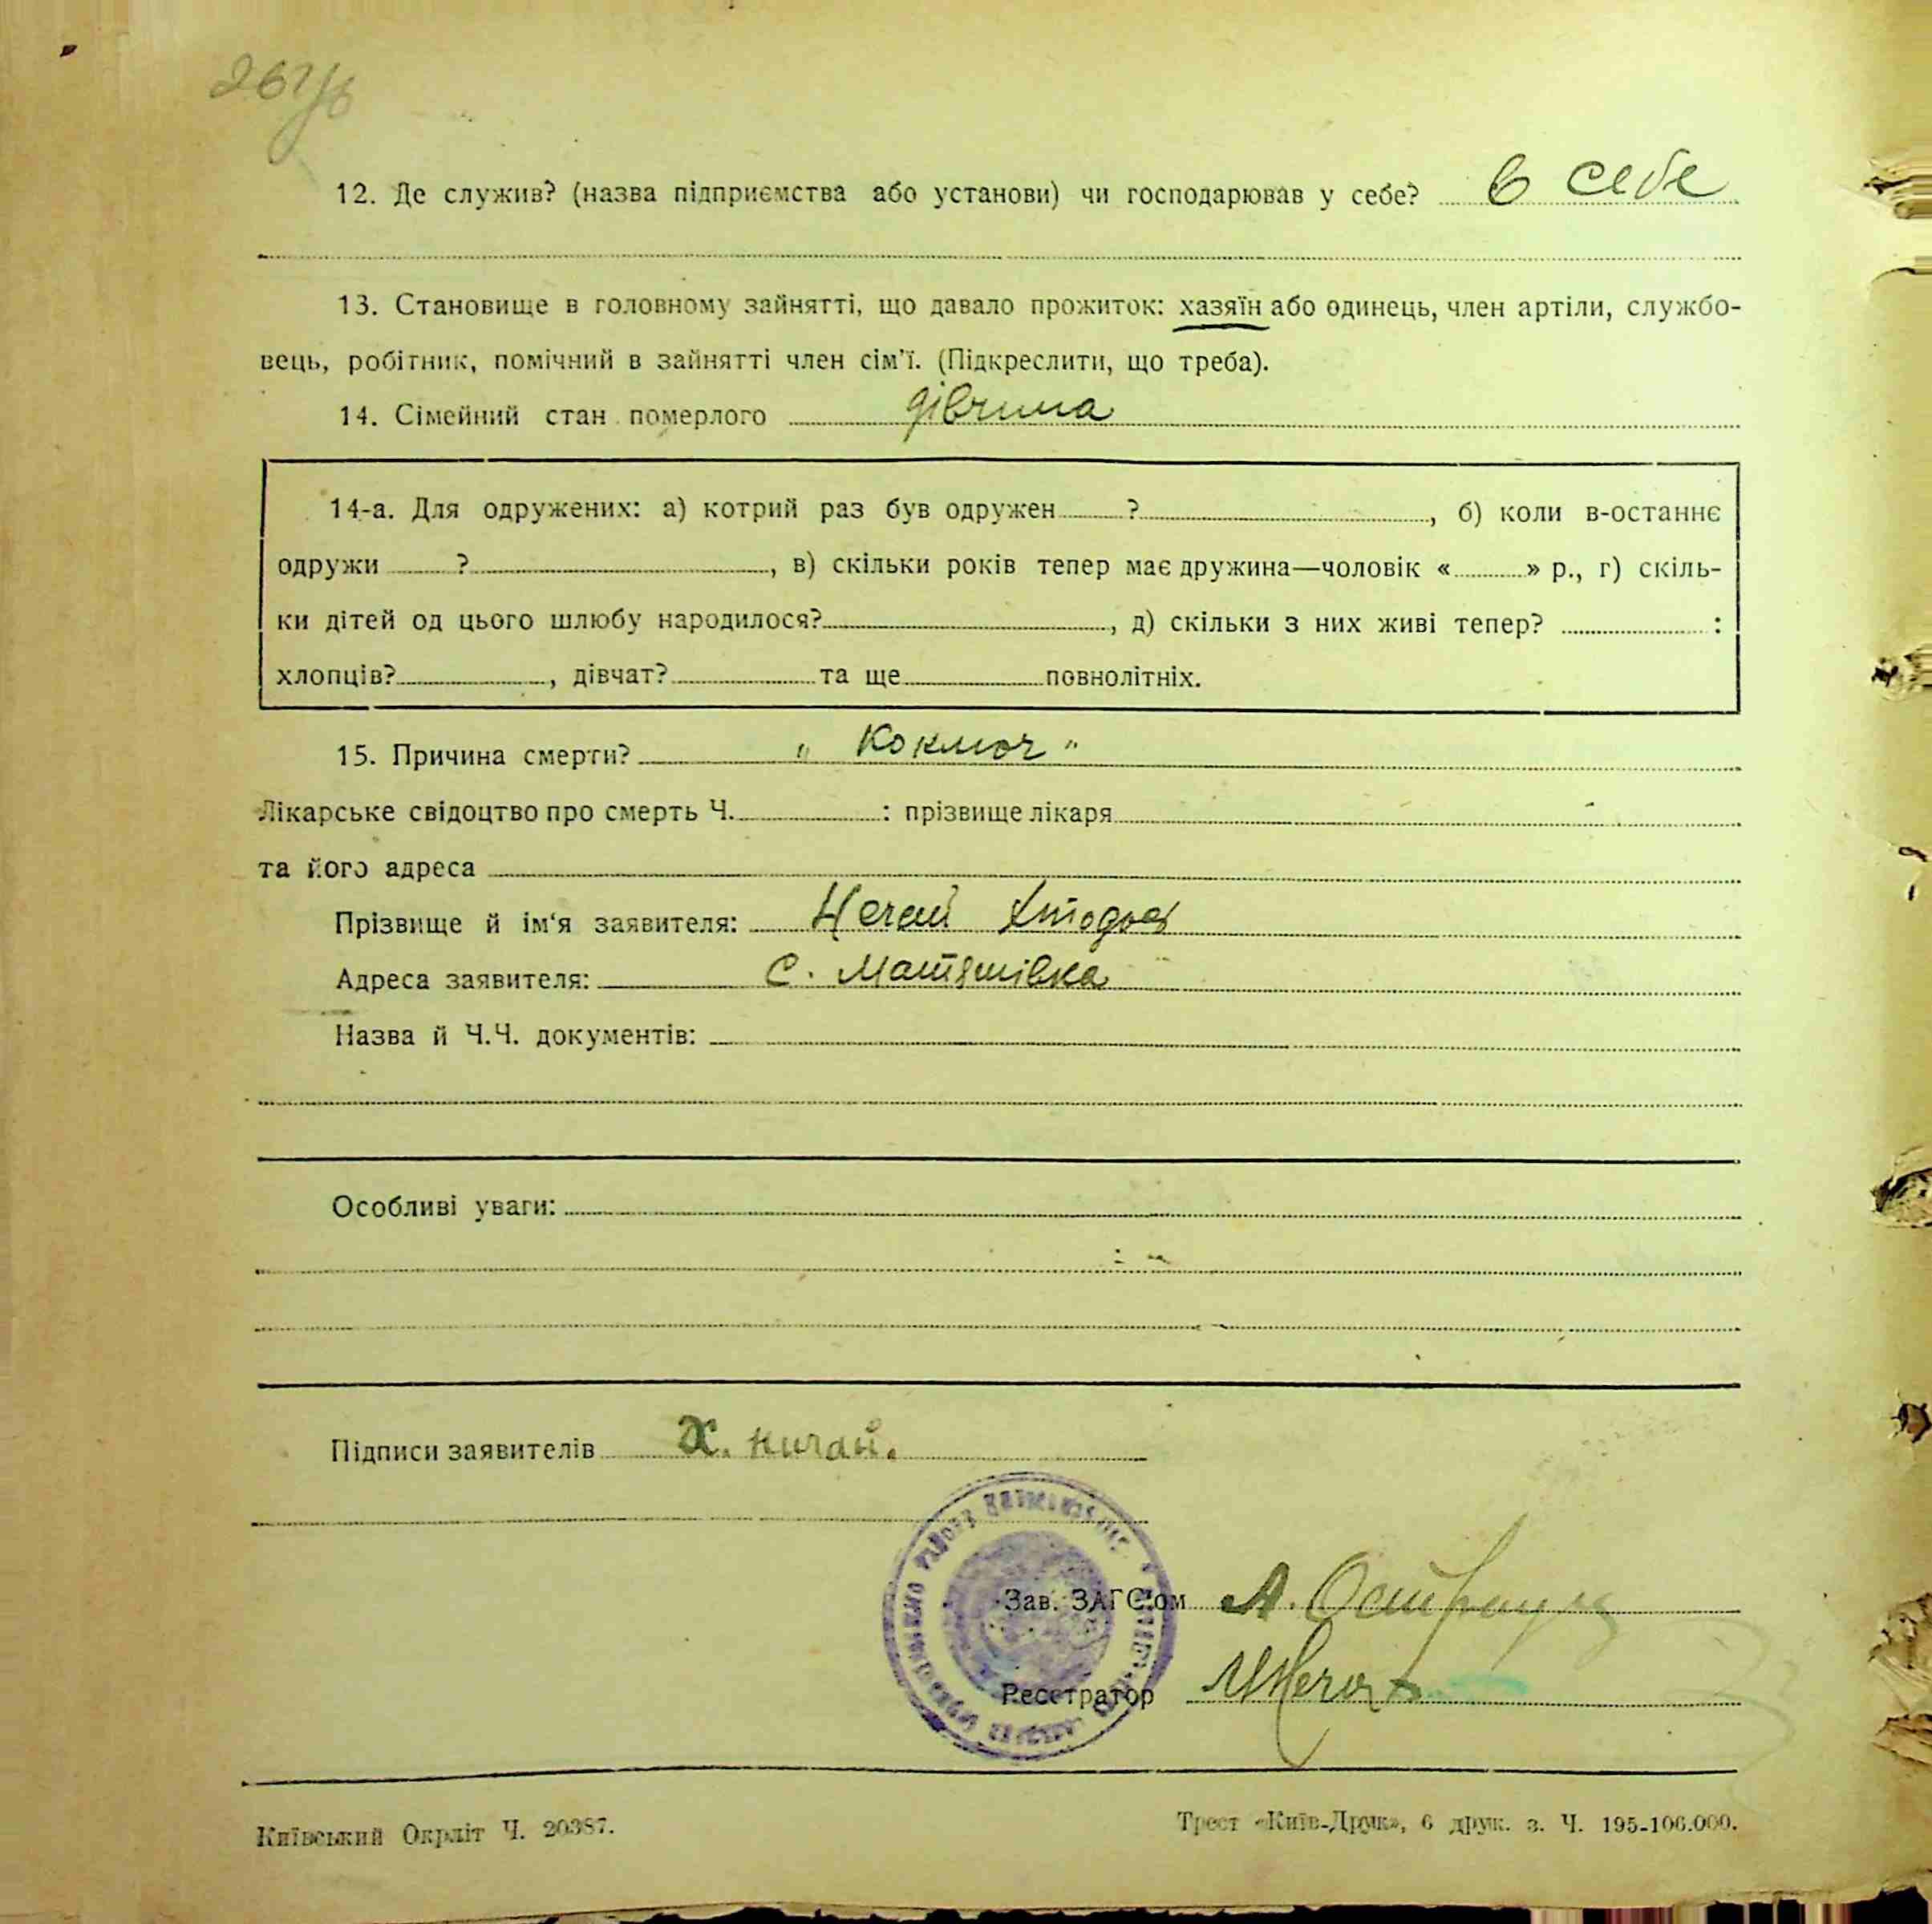 12. Де служив? (назва підприємства або установи) чи господарював у себе? в себе
13. Становище в головному зайнятті, що давало прожиток: хазяїн або одинець, член артіли, службо-
вець, робітник, помічний в зайнятті член сім'ї. (Підкреслити, що треба).
14. Сімейний стан померлого дівчина
14-а. Для одружених: а) котрий раз був одружен ? , б) коли в-останнє
одружи ? , в) скільки років тепер має дружина—чоловік « » р., г) скіль-
ки дітей од цього шлюбу народилося? , д) скільки з них живі тепер? :
хлопців? , дівчат? та ще повнолітніх.
15. Причина смерти? „ Коключ "
Лікарське свідоцтво про смерть Ч. : прізвище лікаря
та його адреса
Прізвище й ім'я заявителя: Нечай
Адреса заявителя: С. Матяшівка
Назва й Ч.Ч. документів:
Особливі уваги:
Підписи заявителів Х. Ничай.
Зав. ЗАГС'ом А.
Реєстратор
Київський Окрліт Ч. 20387.
Трест «Київ-Друк», 6 друк. з. Ч. 195-106.000.